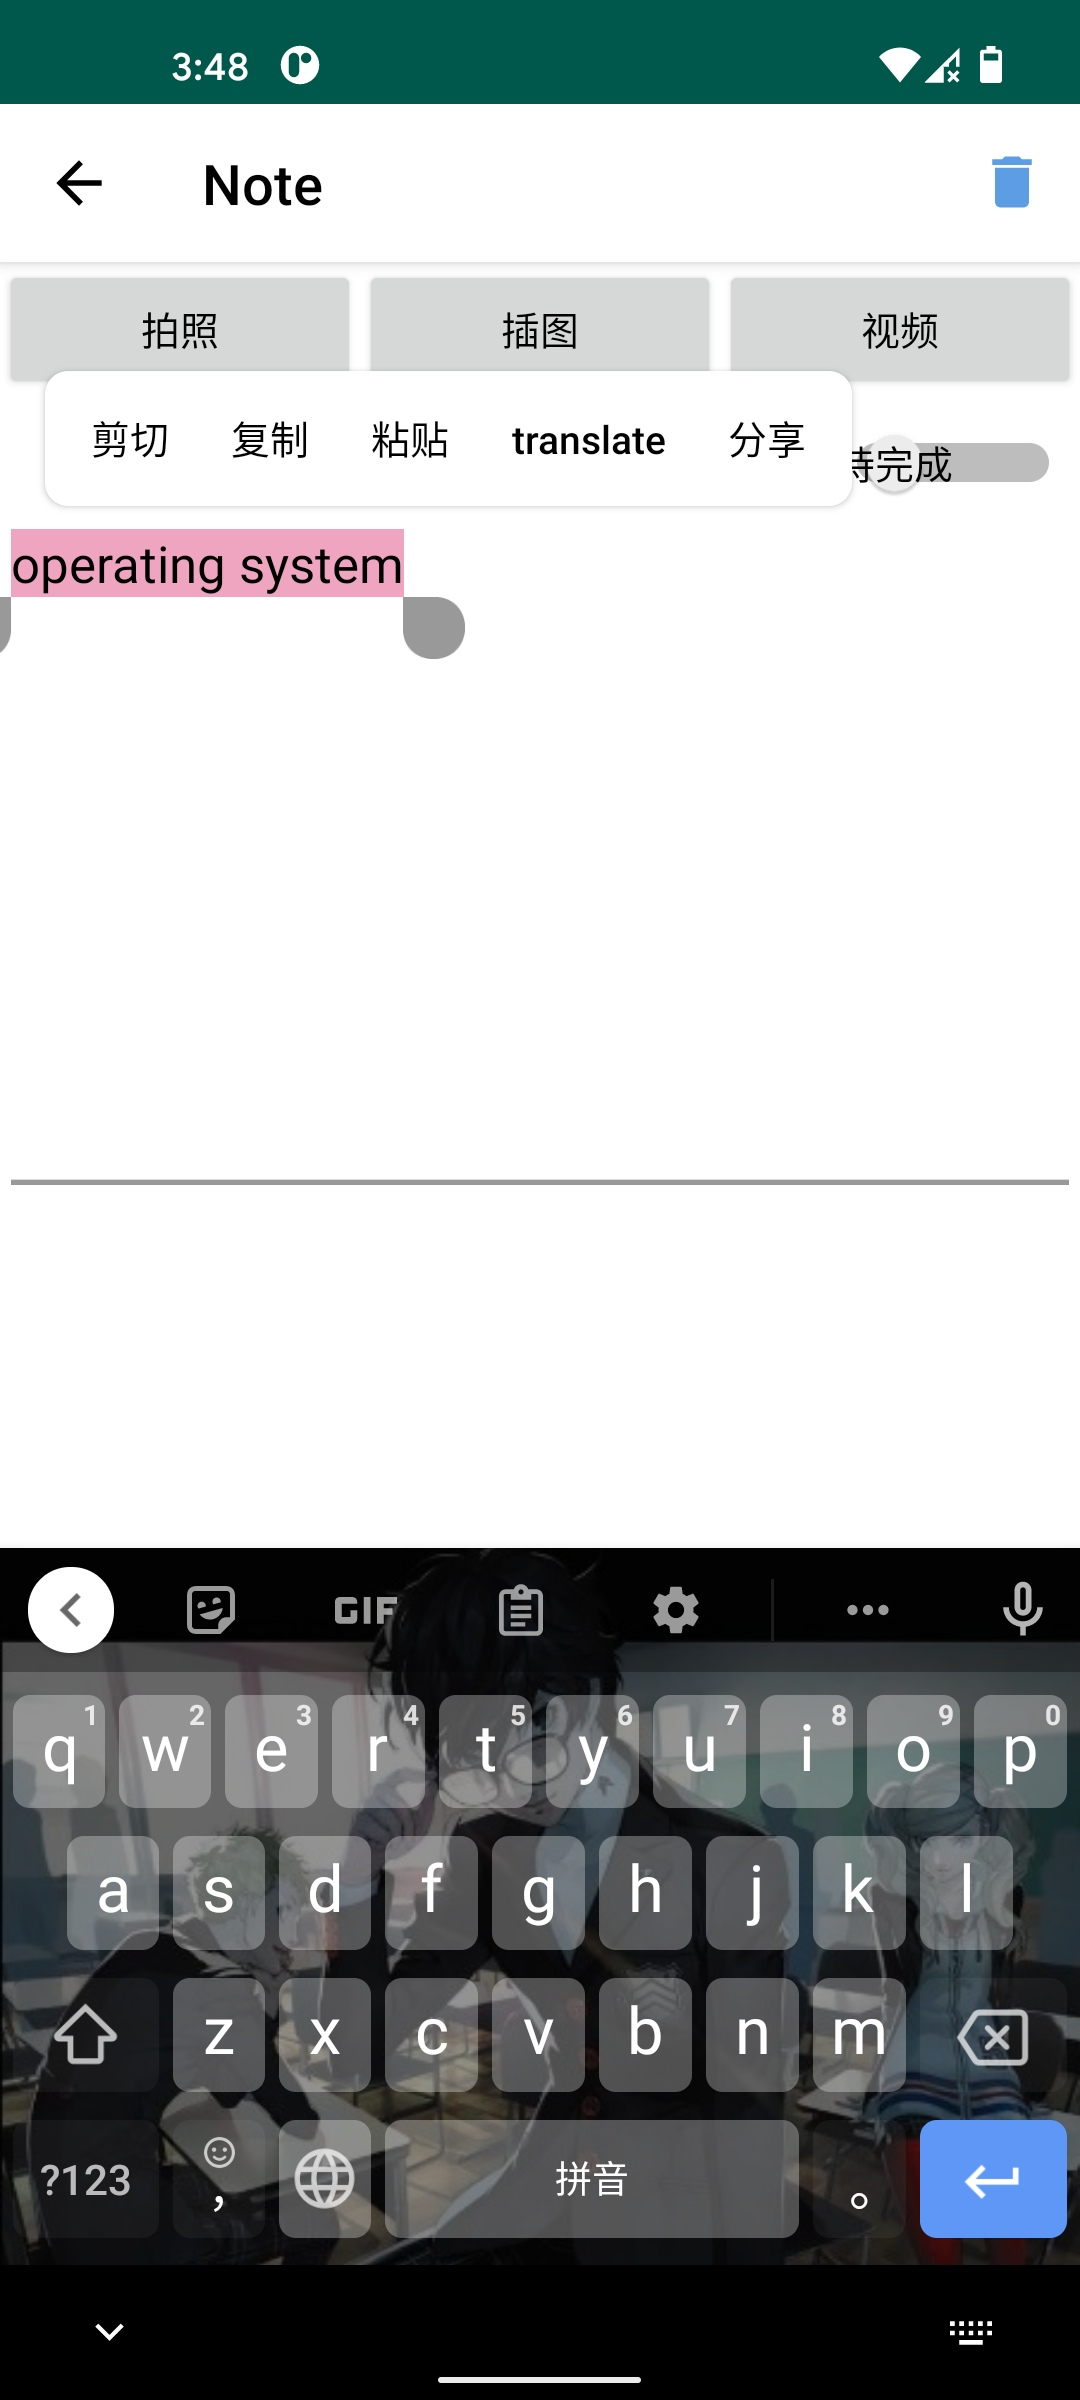 3:48
Note
拍照 插图 视频
剪切 复制 粘贴 translate 分享
待完成
operating system
GIF
1 2 3 4 5 6 7 8 9 0
q w e r t y u i o p
a s d f g h j k l
z x c v b n m
?123 , 拼音 。